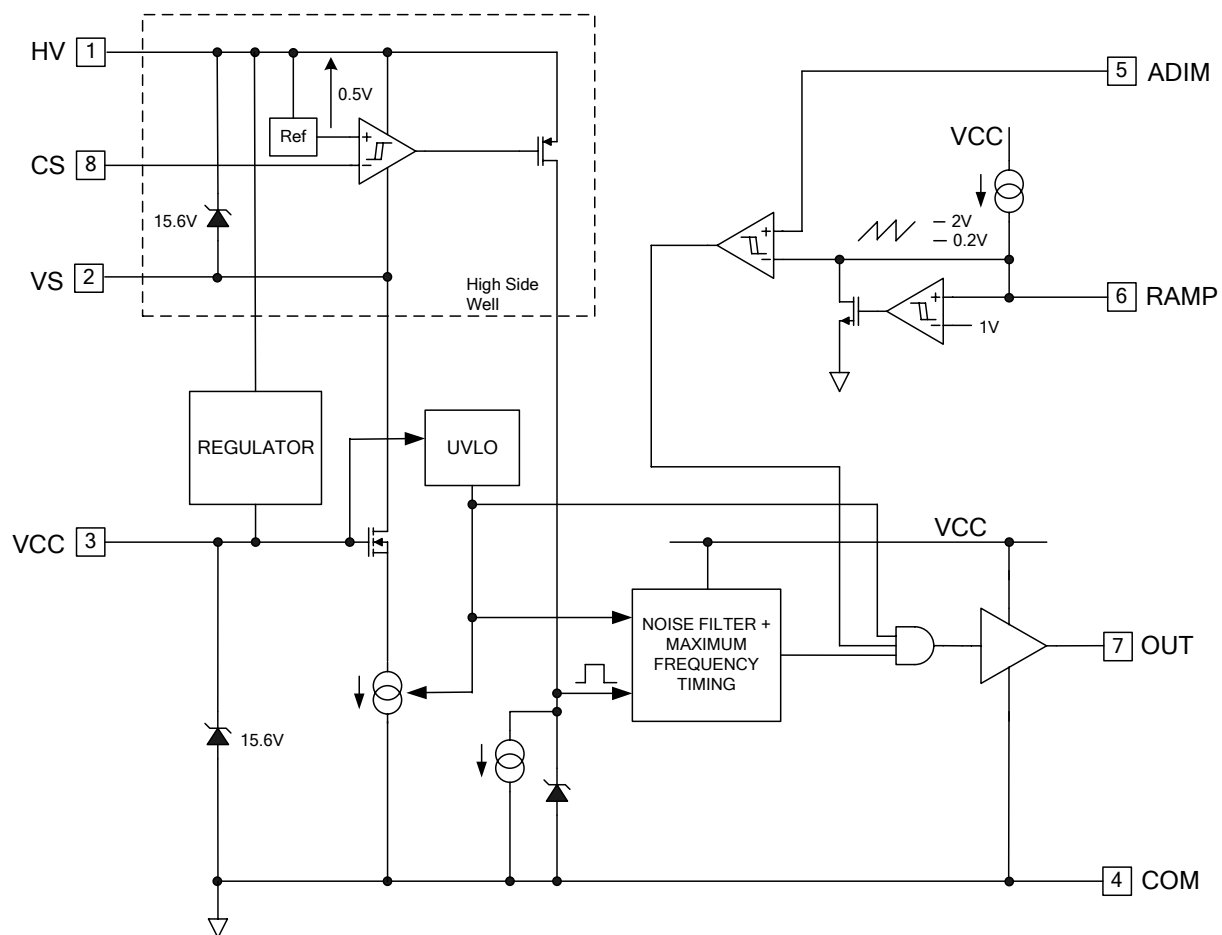 HV 1
0.5V
Ref
+
−
CS 8
15.6V
VS 2
High Side
Well
5 ADIM
VCC
− 2V
− 0.2V
+
−
+
−
1V
6 RAMP
REGULATOR
UVLO
VCC 3
VCC
NOISE FILTER +
MAXIMUM
FREQUENCY
TIMING
7 OUT
15.6V
4 COM